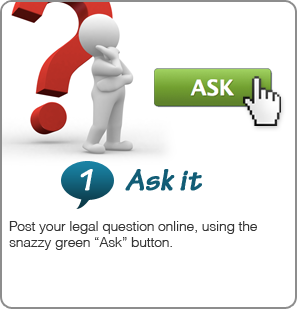 ASK
1 Ask it
Post your legal question online, using the
snazzy green “Ask” button.